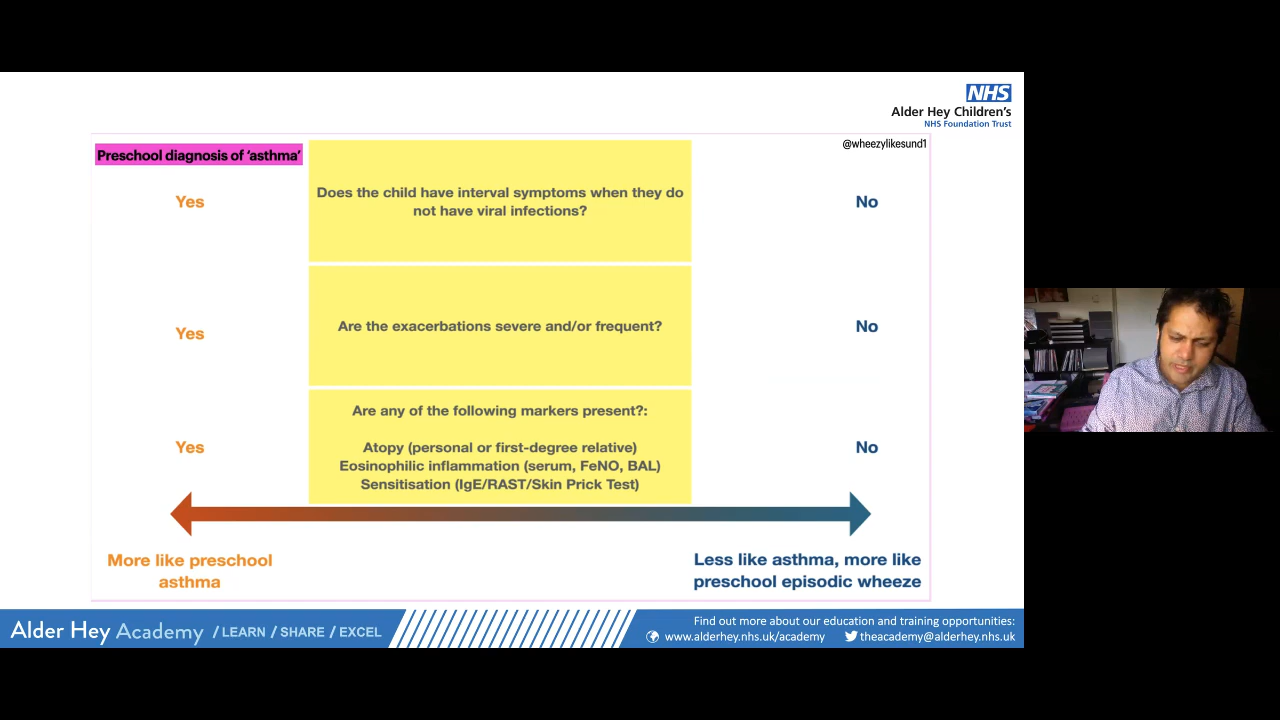 NHS
Alder Hey Children's
NHS Foundation Trust
@wheezylikesund1
Preschool diagnosis of 'asthma'
Yes
Does the child have interval symptoms when they do
not have viral infections?
No
Yes
Are the exacerbations severe and/or frequent?
No
Yes
Are any of the following markers present?:
Atopy (personal or first-degree relative)
Eosinophilic inflammation (serum, FeNO, BAL)
Sensitisation (IgE/RAST/Skin Prick Test)
No
More like preschool
asthma
Less like asthma, more like
preschool episodic wheeze
Alder Hey Academy / LEARN / SHARE / EXCEL
Find out more about our education and training opportunities:
www.alderhey.nhs.uk/academy theacademy@alderhey.nhs.uk